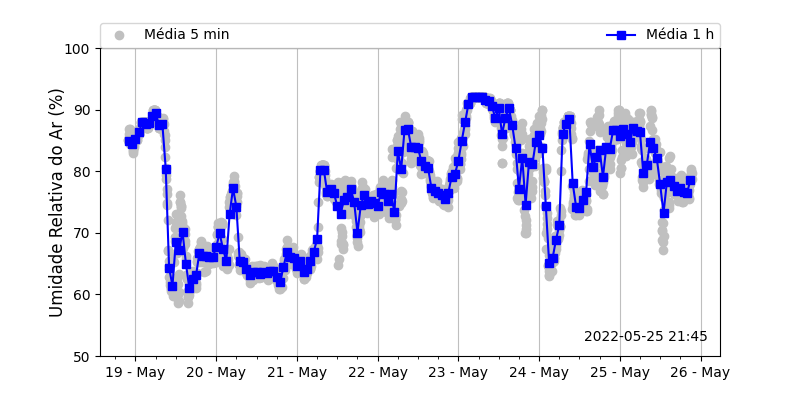 Média 5 min
Média 1 h
100
90
80
70
60
50
Umidade Relativa do Ar (%)
2022-05-25 21:45
19 - May
20 - May
21 - May
22 - May
23 - May
24 - May
25 - May
26 - May